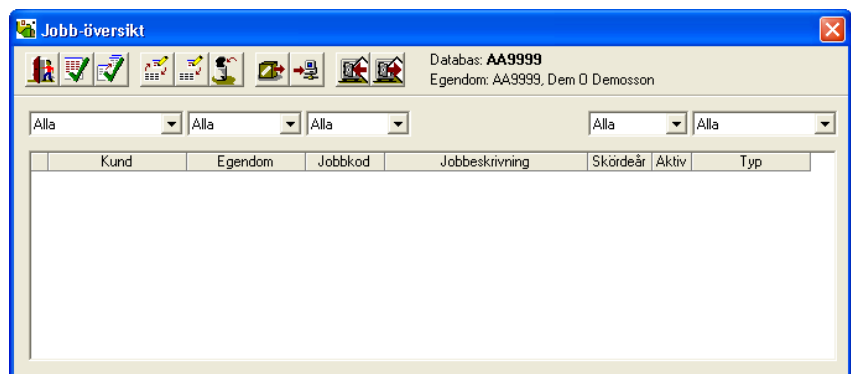 Jobb-översikt
Databas: AA9999
Egendom: AA9999, Dem O Demosson
Alla Alla Alla Alla Alla
Kund Egendom Jobbkod Jobbeskrivning Skördeår Aktiv Typ